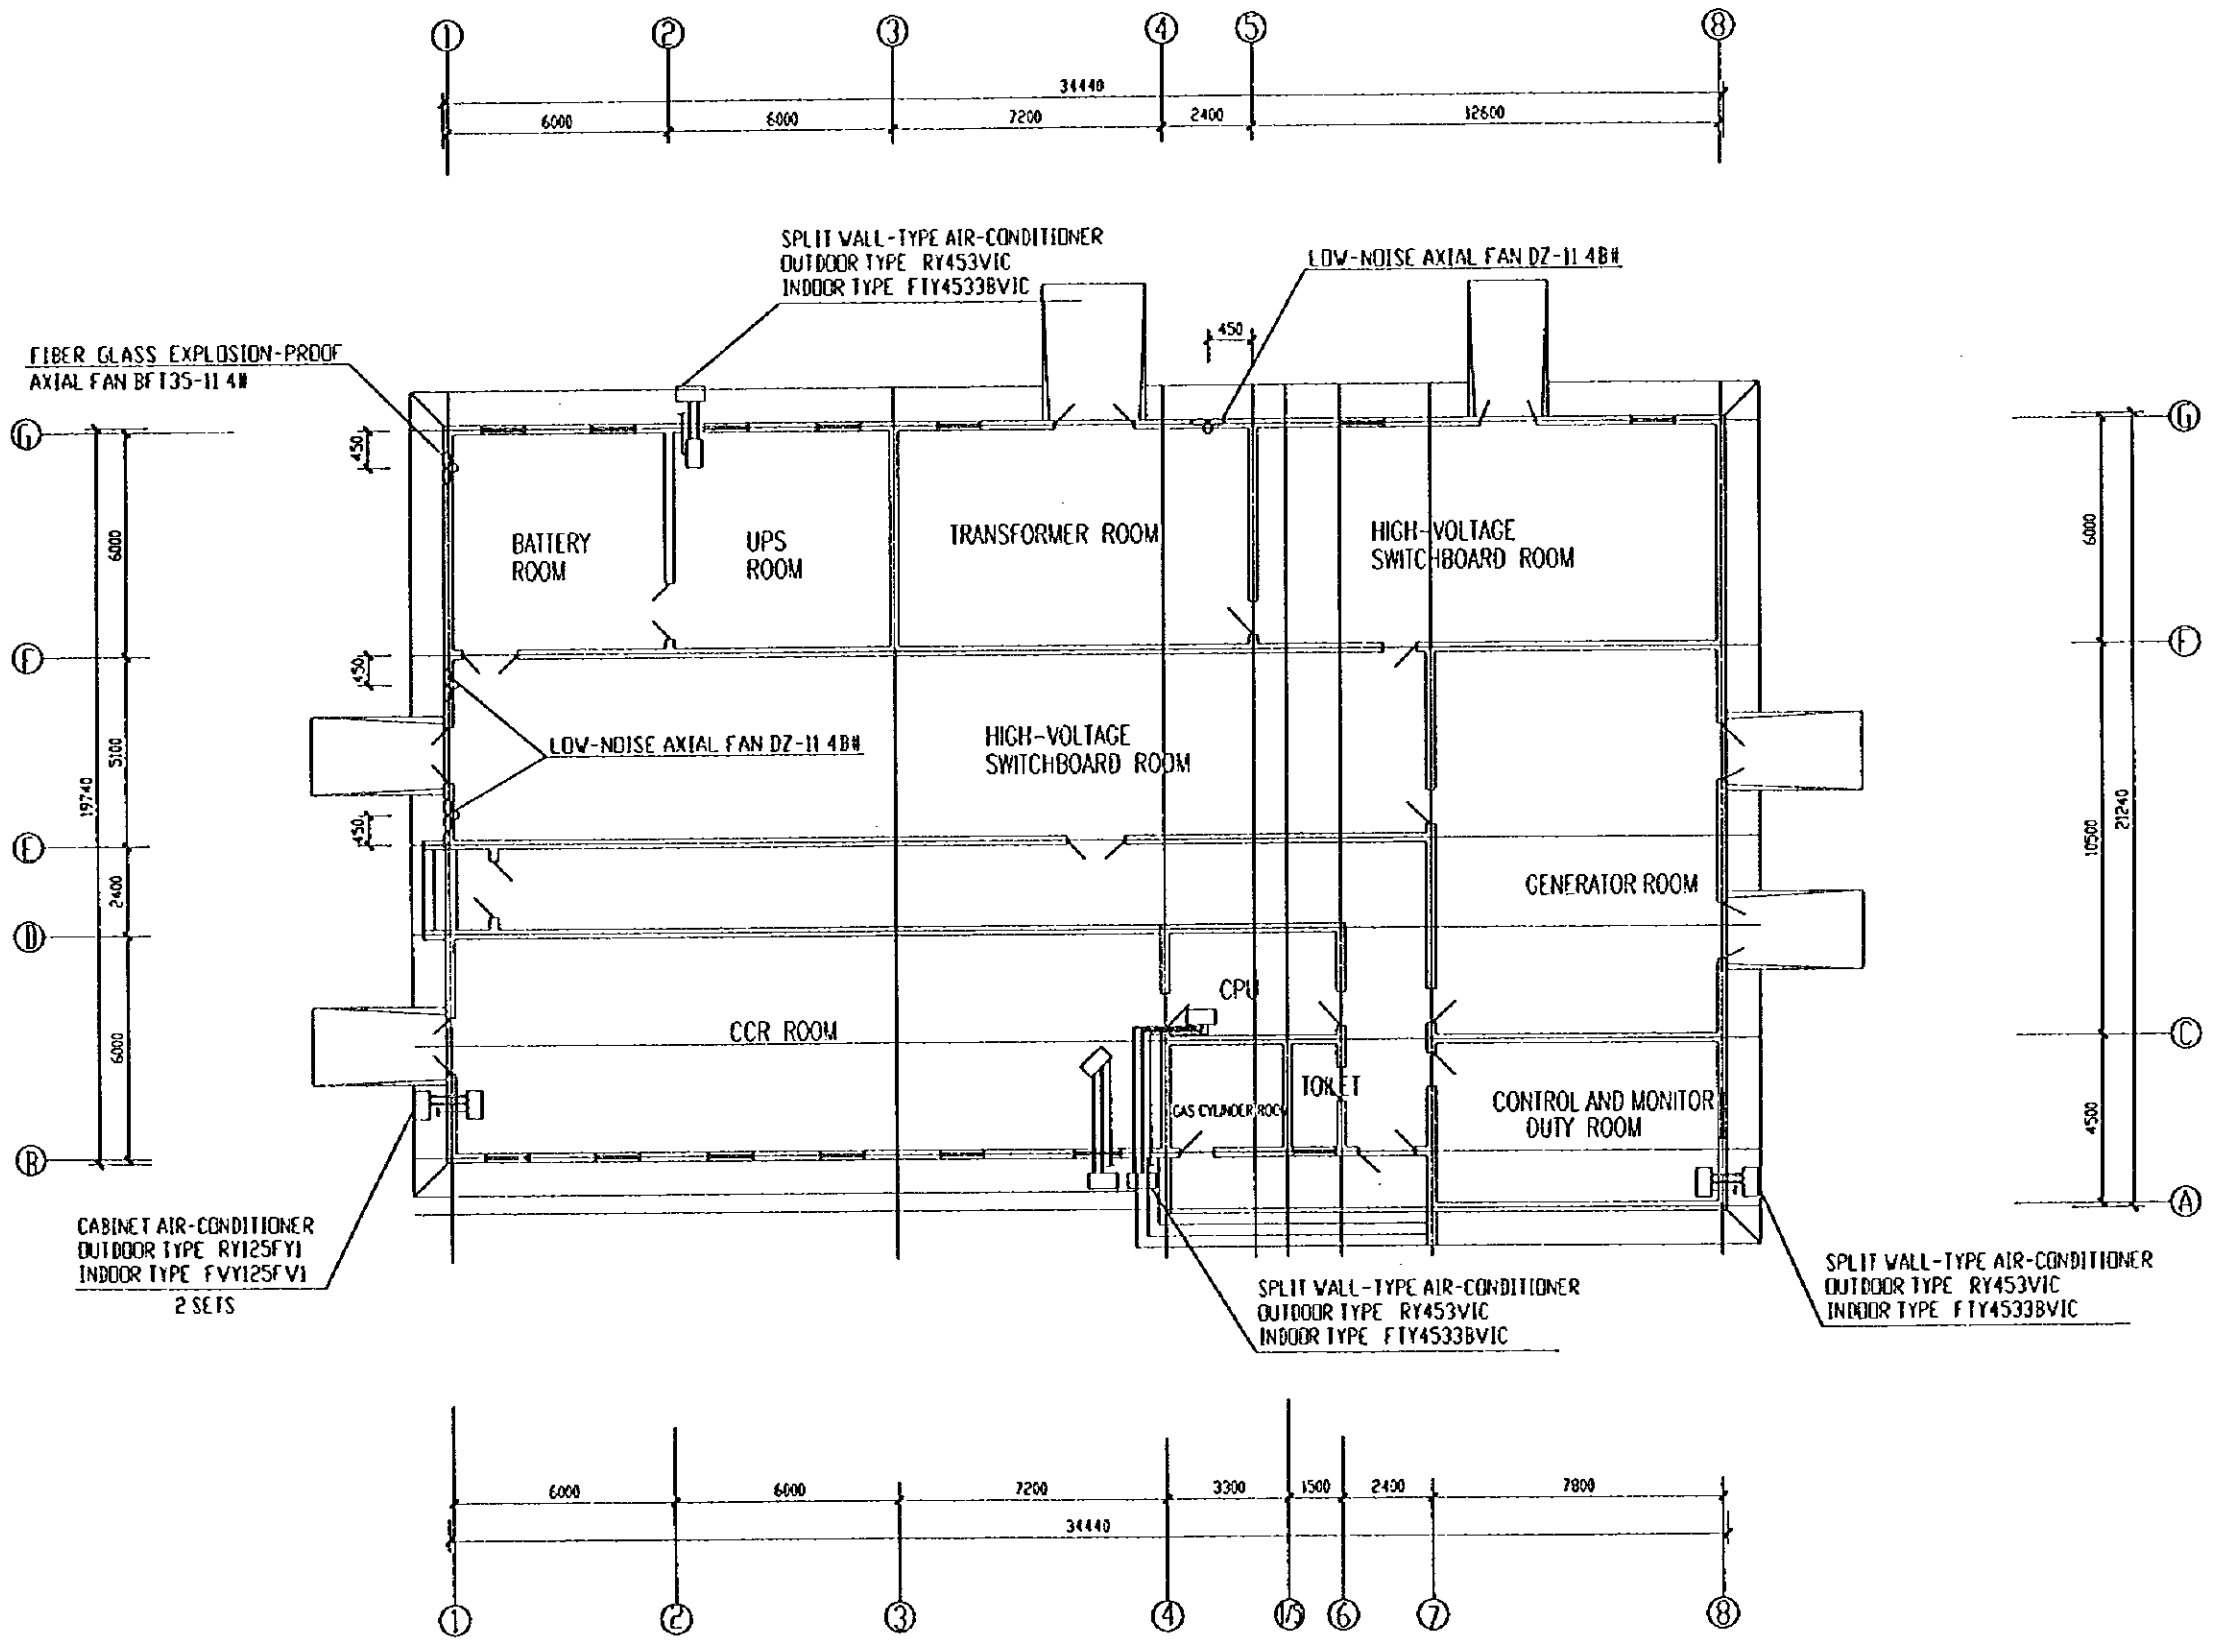 1 2 3 4 5 8
34440
6000 6000 7200 2400 12600
SPLIT WALL-TYPE AIR-CONDITIONER
OUTDOOR TYPE RY453VIC
INDOOR TYPE FTY4533BVIC
LOW-NOISE AXIAL FAN DZ-11 4B#
450
FIBER GLASS EXPLOSION-PROOF
AXIAL FAN BFT35-11 4#
G
450
G
6000
BATTERY
ROOM
UPS
ROOM
TRANSFORMER ROOM
HIGH-VOLTAGE
SWITCHBOARD ROOM
6000
F
450
F
19740
5100
LOW-NOISE AXIAL FAN DZ-11 4B#
HIGH-VOLTAGE
SWITCHBOARD ROOM
10500
21240
450
E
2400
GENERATOR ROOM
D
CPU
6000
CCR ROOM
C
TOILET
GAS CYLINDER ROOM
CONTROL AND MONITOR
DUTY ROOM
4500
B
A
CABINET AIR-CONDITIONER
OUTDOOR TYPE RY125FY1
INDOOR TYPE FVY125FV1
2 SETS
SPLIT WALL-TYPE AIR-CONDITIONER
OUTDOOR TYPE RY453VIC
INDOOR TYPE FTY4533BVIC
SPLIT WALL-TYPE AIR-CONDITIONER
OUTDOOR TYPE RY453VIC
INDOOR TYPE FTY4533BVIC
6000 6000 7200 3300 1500 2400 7800
34440
1 2 3 4 1/5 6 7 8